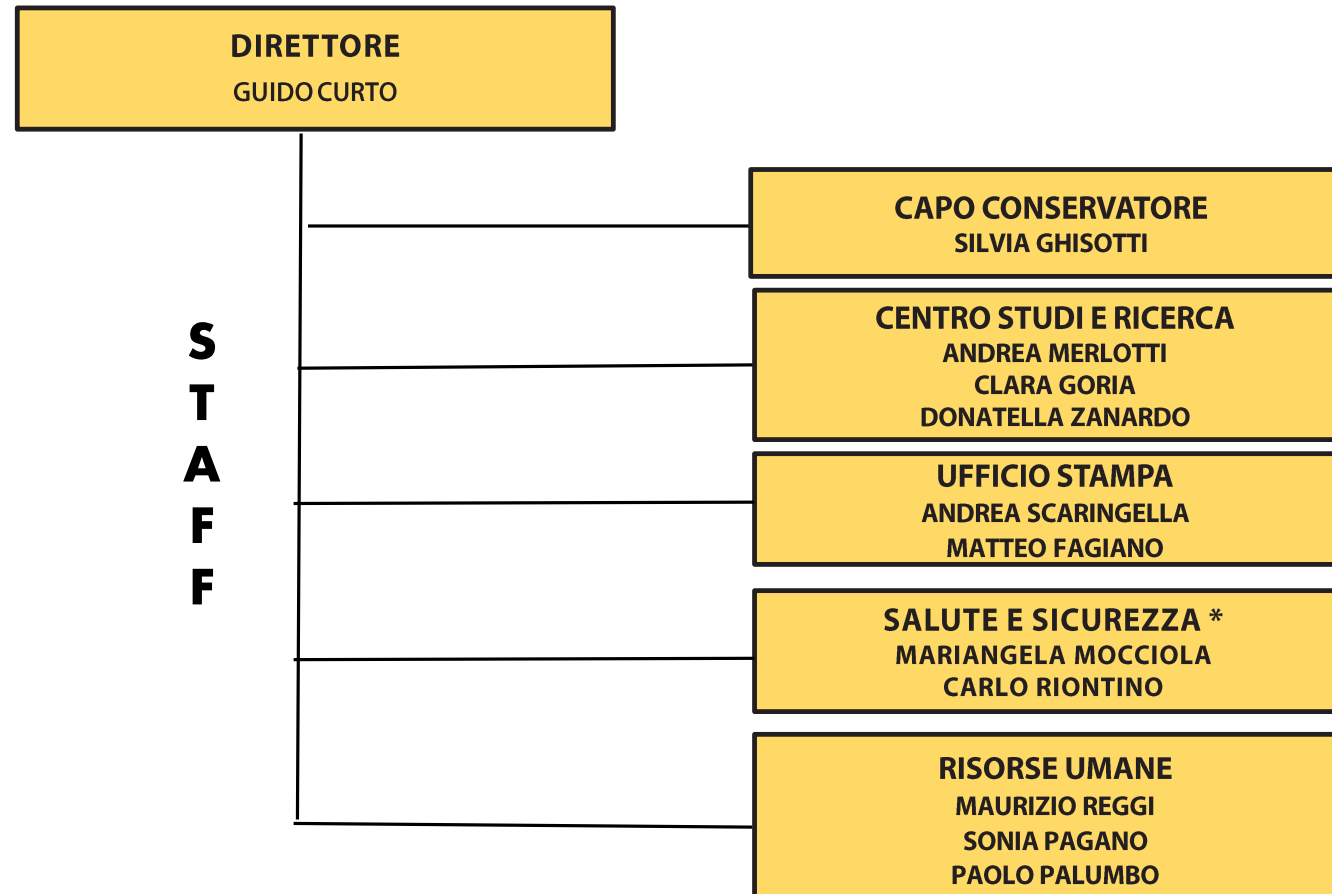 DIRETTORE
GUIDO CURTO
CAPO CONSERVATORE
SILVIA GHISOTTI
CENTRO STUDI E RICERCA
ANDREA MERLOTTI
CLARA GORIA
DONATELLA ZANARDO
STAFF
UFFICIO STAMPA
ANDREA SCARINGELLA
MATTEO FAGIANO
SALUTE E SICUREZZA *
MARIANGELA MOCCIOLA
CARLO RIONTINO
RISORSE UMANE
MAURIZIO REGGI
SONIA PAGANO
PAOLO PALUMBO